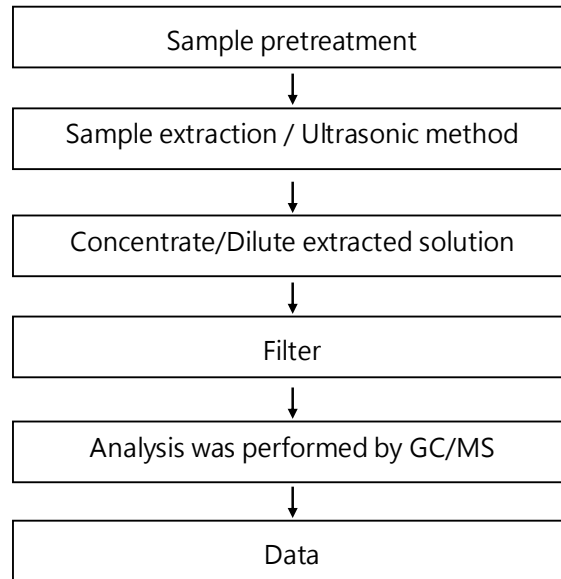 Sample pretreatment
Sample extraction / Ultrasonic method
Concentrate/Dilute extracted solution
Filter
Analysis was performed by GC/MS
Data